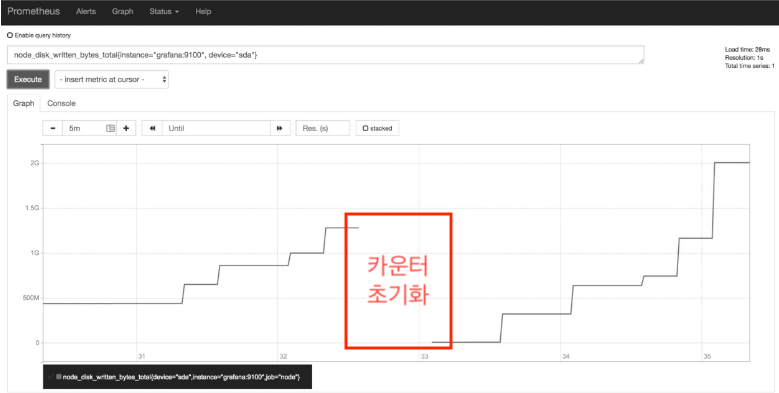 Prometheus Alerts Graph Status Help
Enable query history
node_disk_written_bytes_total{instance="grafana:9100", device="sda"}
Load time: 28ms
Resolution: 1s
Total time series: 1
Execute - insert metric at cursor -
Graph Console
- 5m + Until Res. (s) stacked
2G
1.5G
1G
500M
0
카운터
초기화
31 32 33 34 35
node_disk_written_bytes_total{device="sda",instance="grafana:9100",job="node"}